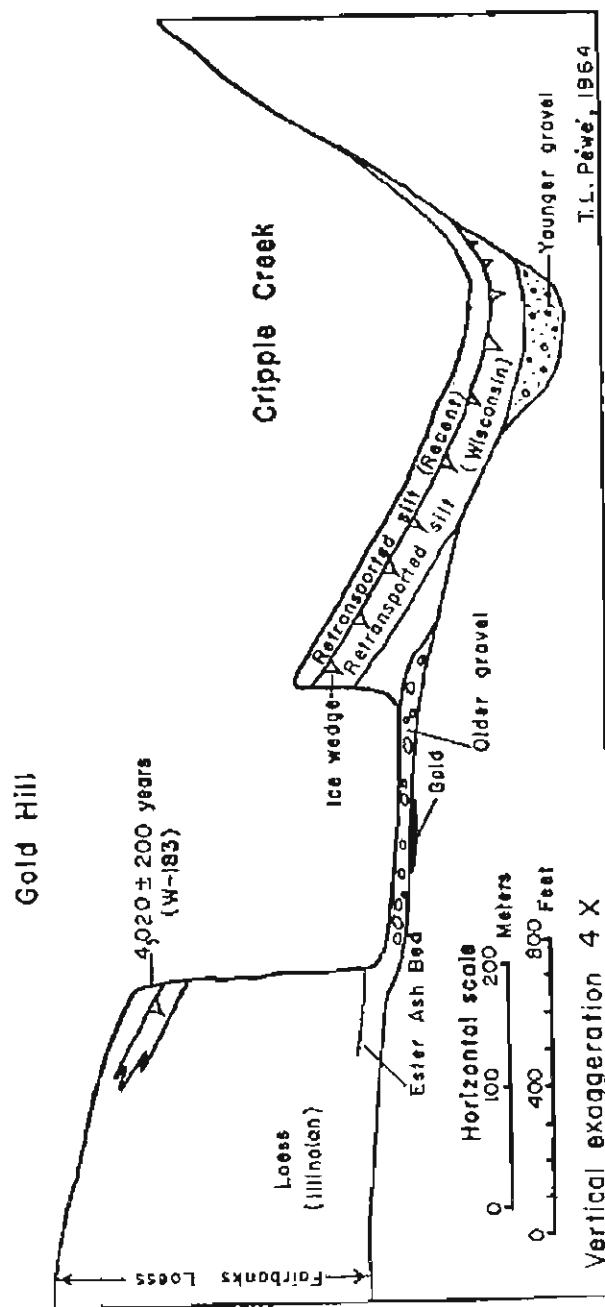 Gold Hill
Cripple Creek
4,020 ± 200 years
(W-183)
Fairbanks Loess
Loess
(Illinoian)
Ester Ash Bed
Ice wedge
Retransported silt (Recent)
Retransported silt (Wisconsin)
Gold
Older gravel
Younger gravel
T.L. Péwé, 1964
Horizontal scale
0 100 200 Meters
0 400 800 Feet
Vertical exaggeration 4 X